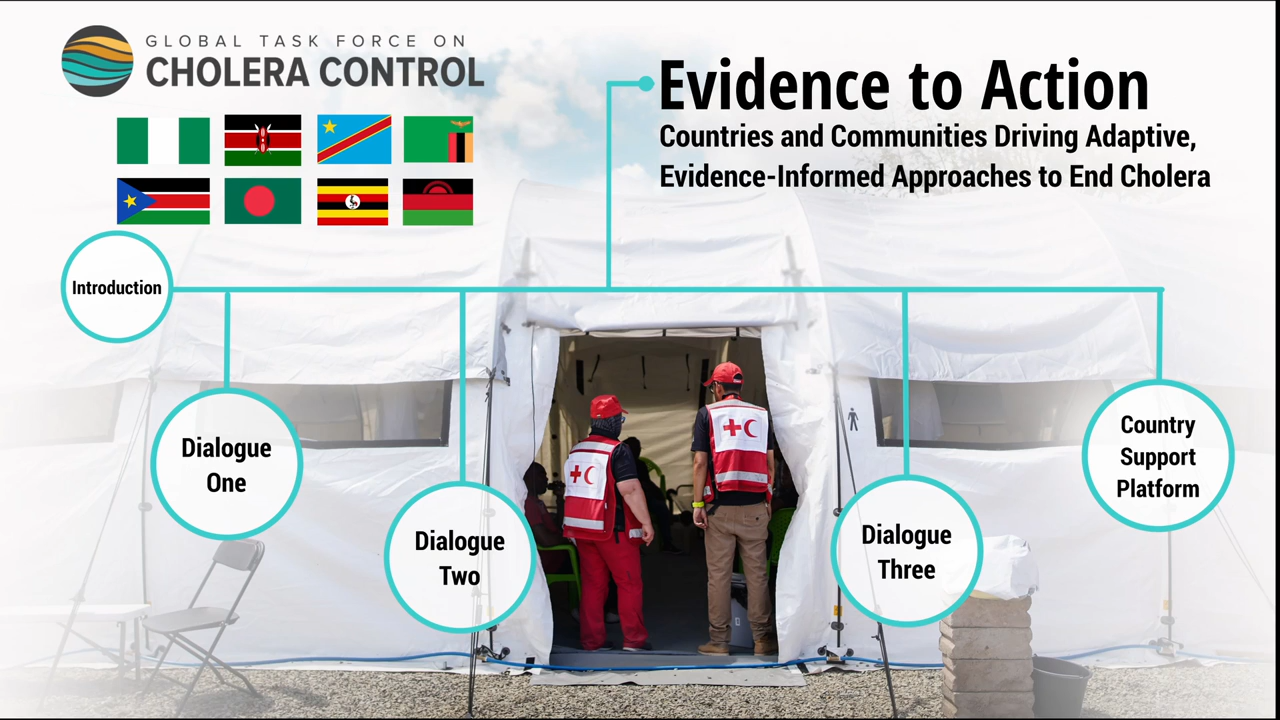 GLOBAL TASK FORCE ON
CHOLERA CONTROL
Evidence to Action
Countries and Communities Driving Adaptive,
Evidence-Informed Approaches to End Cholera
Introduction
Dialogue
One
Dialogue
Two
Dialogue
Three
Country
Support
Platform